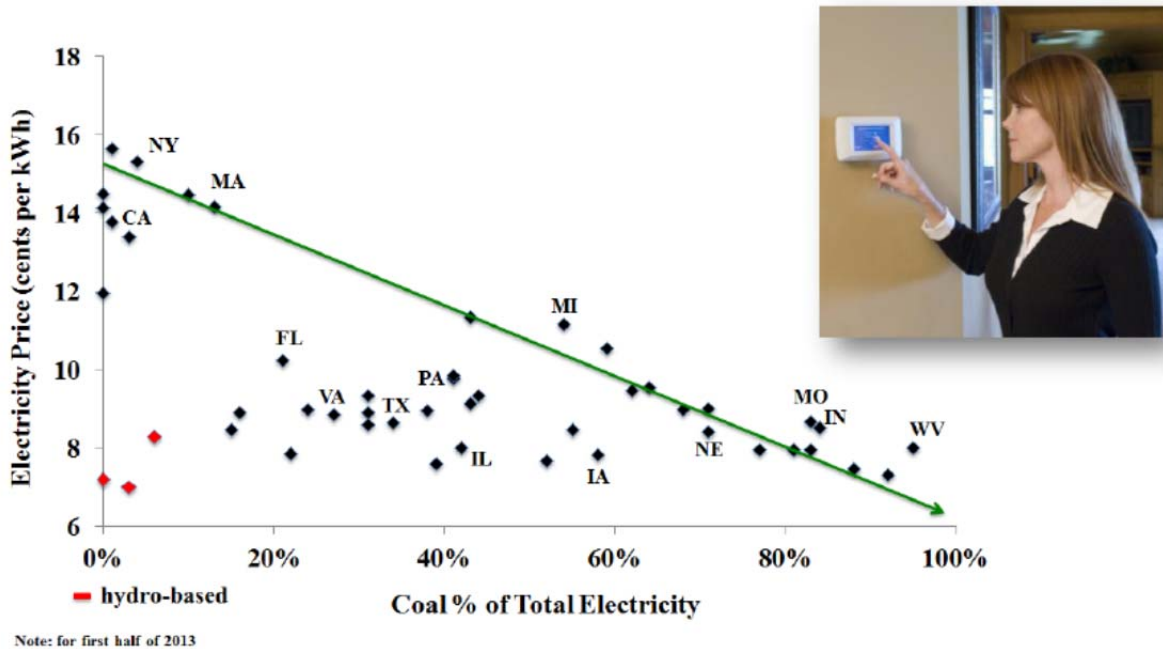 18
16
14
12
10
8
6
Electricity Price (cents per kWh)
NY
MA
CA
MI
FL
PA
VA
TX
MO
IN
WV
NE
IL
IA
0%
20%
40%
60%
80%
100%
hydro-based
Coal % of Total Electricity
Note: for first half of 2013